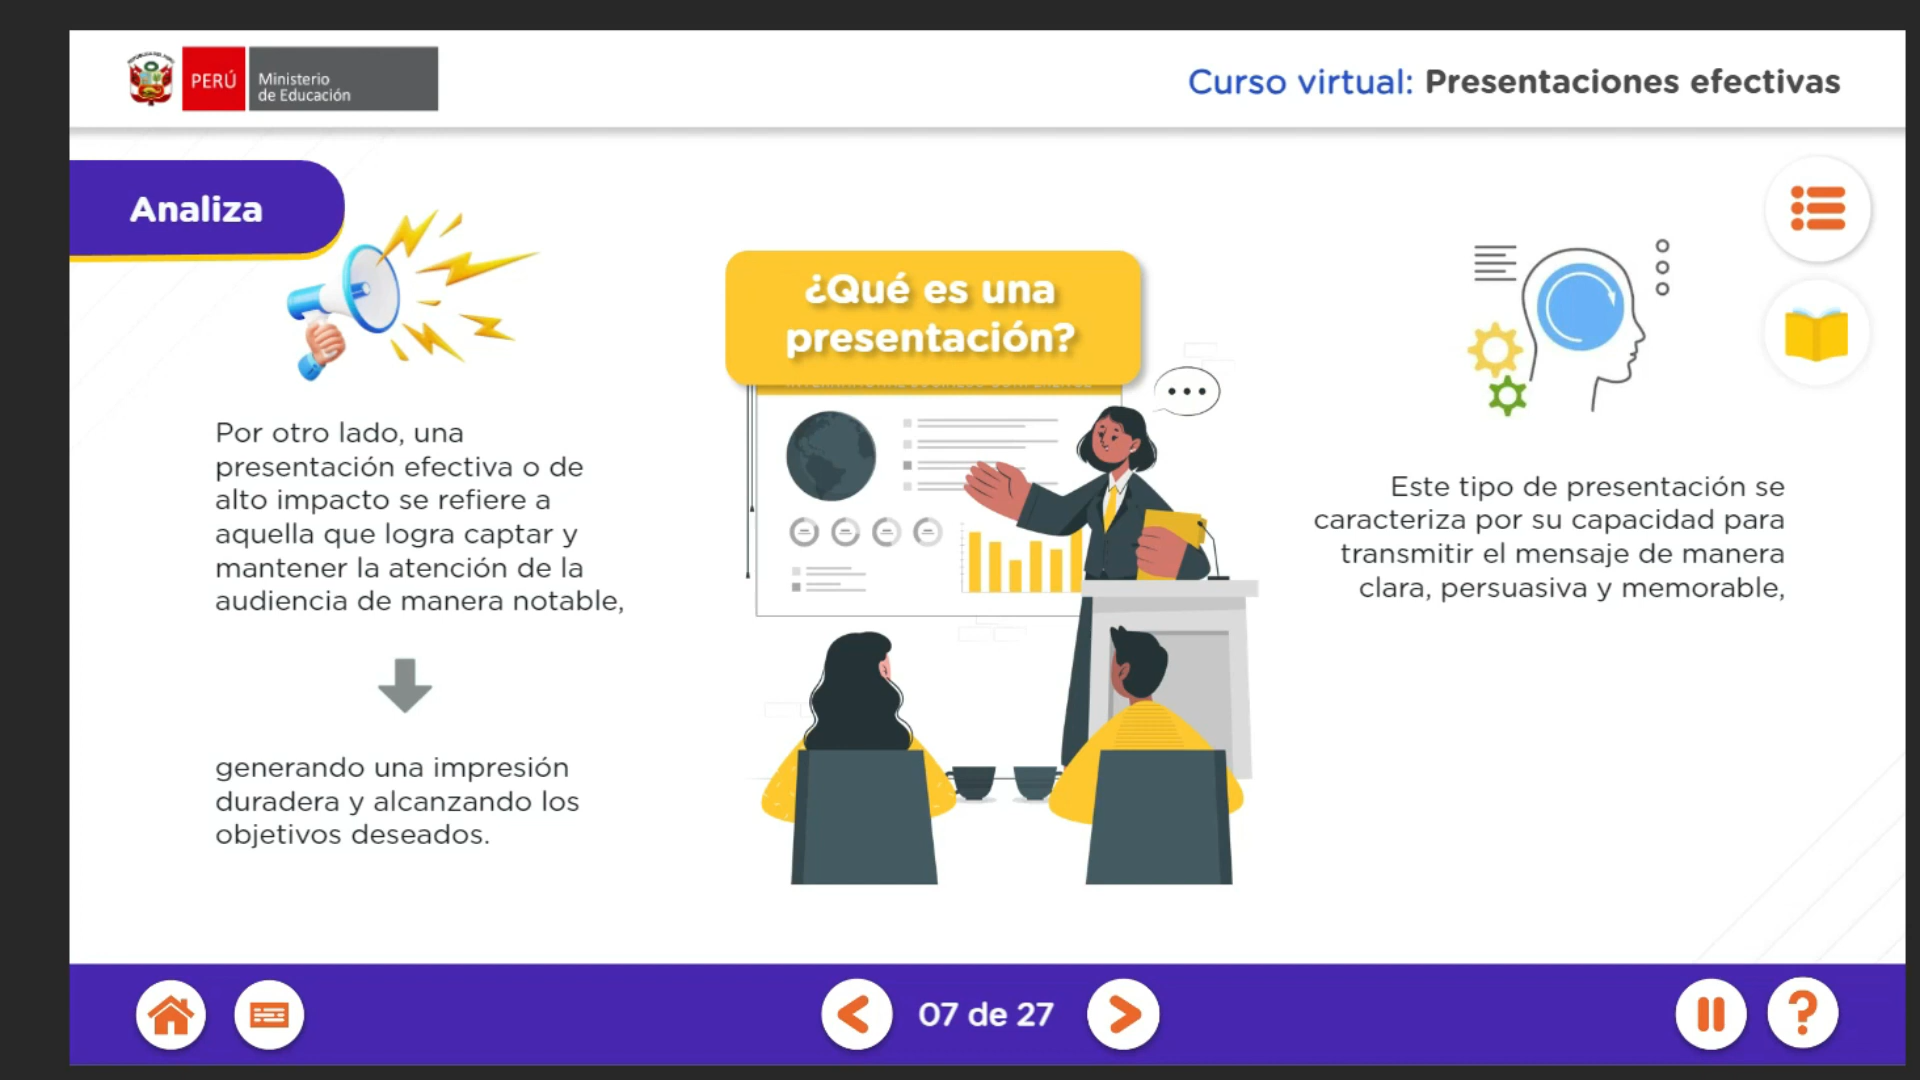 PERÚ
Ministerio
de Educación
Curso virtual: Presentaciones efectivas
Analiza
¿Qué es una
presentación?
Por otro lado, una
presentación efectiva o de
alto impacto se refiere a
aquella que logra captar y
mantener la atención de la
audiencia de manera notable,
generando una impresión
duradera y alcanzando los
objetivos deseados.
Este tipo de presentación se
caracteriza por su capacidad para
transmitir el mensaje de manera
clara, persuasiva y memorable,
07 de 27